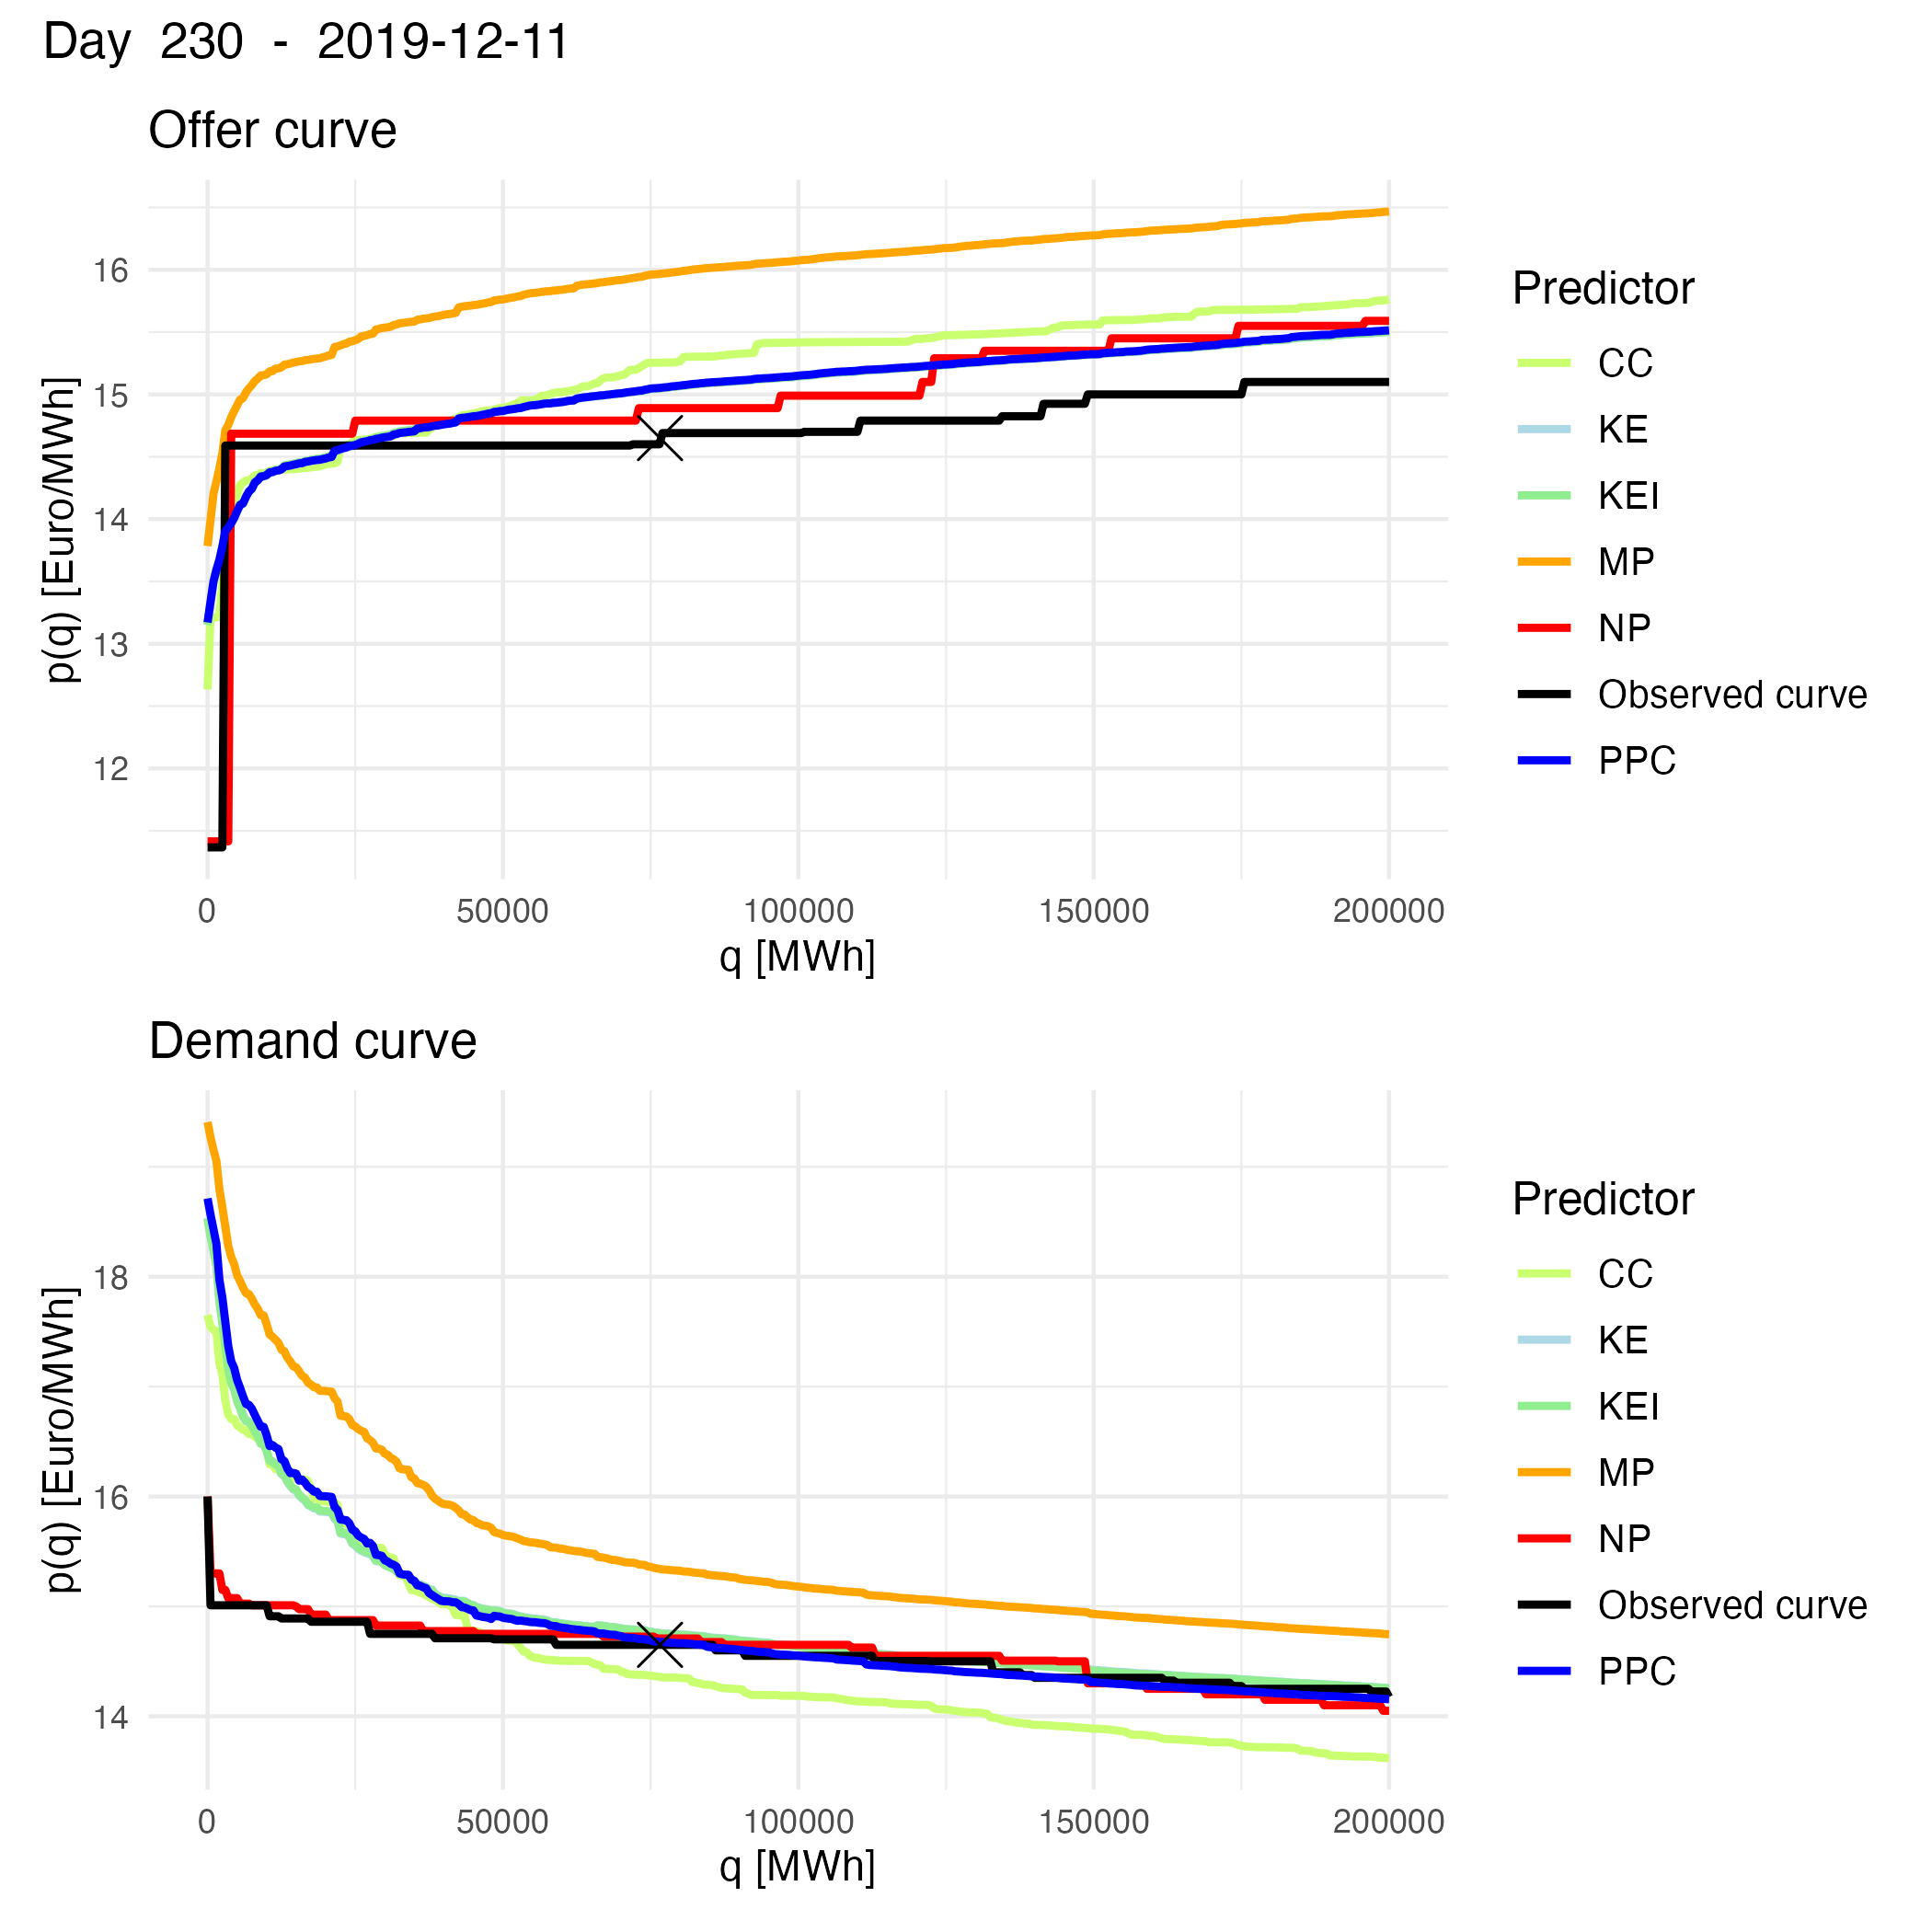 Day 230 - 2019-12-11
Offer curve
p(q) [Euro/MWh]
16
15
14
13
12
0
50000
100000
150000
200000
q [MWh]
Predictor
CC
KE
KEI
MP
NP
Observed curve
PPC
Demand curve
p(q) [Euro/MWh]
18
16
14
0
50000
100000
150000
200000
q [MWh]
Predictor
CC
KE
KEI
MP
NP
Observed curve
PPC